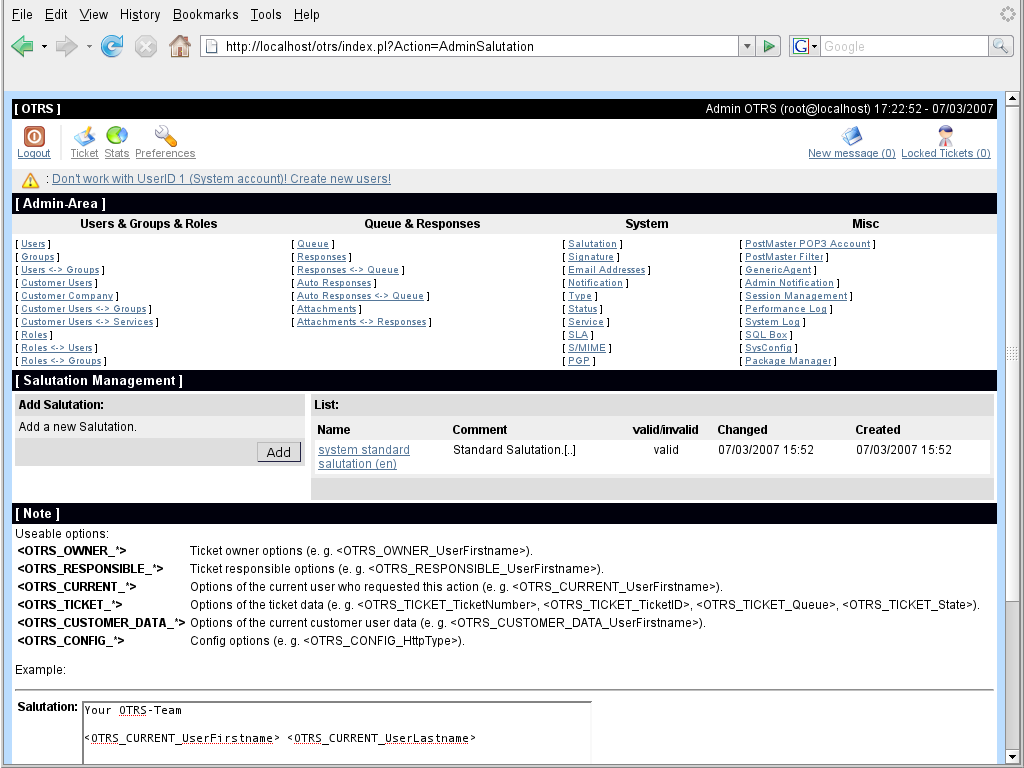 File Edit View History Bookmarks Tools Help
http://localhost/otrs/index.pl?Action=AdminSalutation
G Google
[ OTRS ] Admin OTRS (root@localhost) 17:22:52 - 07/03/2007
Logout Ticket Stats Preferences New message (0) Locked Tickets (0)
: Don't work with UserID 1 (System account)! Create new users!
[ Admin-Area ]
Users & Groups & Roles Queue & Responses System Misc
[ Users ] [ Queue ] [ Salutation ] [ PostMaster POP3 Account ]
[ Groups ] [ Responses ] [ Signature ] [ PostMaster Filter ]
[ Users <-> Groups ] [ Responses <-> Queue ] [ Email Addresses ] [ GenericAgent ]
[ Customer Users ] [ Auto Responses ] [ Notification ] [ Admin Notification ]
[ Customer Company ] [ Auto Responses <-> Queue ] [ Type ] [ Session Management ]
[ Customer Users <-> Groups ] [ Attachments ] [ Status ] [ Performance Log ]
[ Customer Users <-> Services ] [ Attachments <-> Responses ] [ Service ] [ System Log ]
[ Roles ] [ SLA ] [ SQL Box ]
[ Roles <-> Users ] [ S/MIME ] [ SysConfig ]
[ Roles <-> Groups ] [ PGP ] [ Package Manager ]
[ Salutation Management ]
Add Salutation: List:
Add a new Salutation.
Add
Name Comment valid/invalid Changed Created
system standard salutation (en) Standard Salutation.[..] valid 07/03/2007 15:52 07/03/2007 15:52
[ Note ]
Useable options:
<OTRS_OWNER_*> Ticket owner options (e. g. <OTRS_OWNER_UserFirstname>).
<OTRS_RESPONSIBLE_*> Ticket responsible options (e. g. <OTRS_RESPONSIBLE_UserFirstname>).
<OTRS_CURRENT_*> Options of the current user who requested this action (e. g. <OTRS_CURRENT_UserFirstname>).
<OTRS_TICKET_*> Options of the ticket data (e. g. <OTRS_TICKET_TicketNumber>, <OTRS_TICKET_TicketID>, <OTRS_TICKET_Queue>, <OTRS_TICKET_State>).
<OTRS_CUSTOMER_DATA_*> Options of the current customer user data (e. g. <OTRS_CUSTOMER_DATA_UserFirstname>).
<OTRS_CONFIG_*> Config options (e. g. <OTRS_CONFIG_HttpType>).
Example:
Salutation: Your OTRS-Team
<OTRS_CURRENT_UserFirstname> <OTRS_CURRENT_UserLastname>